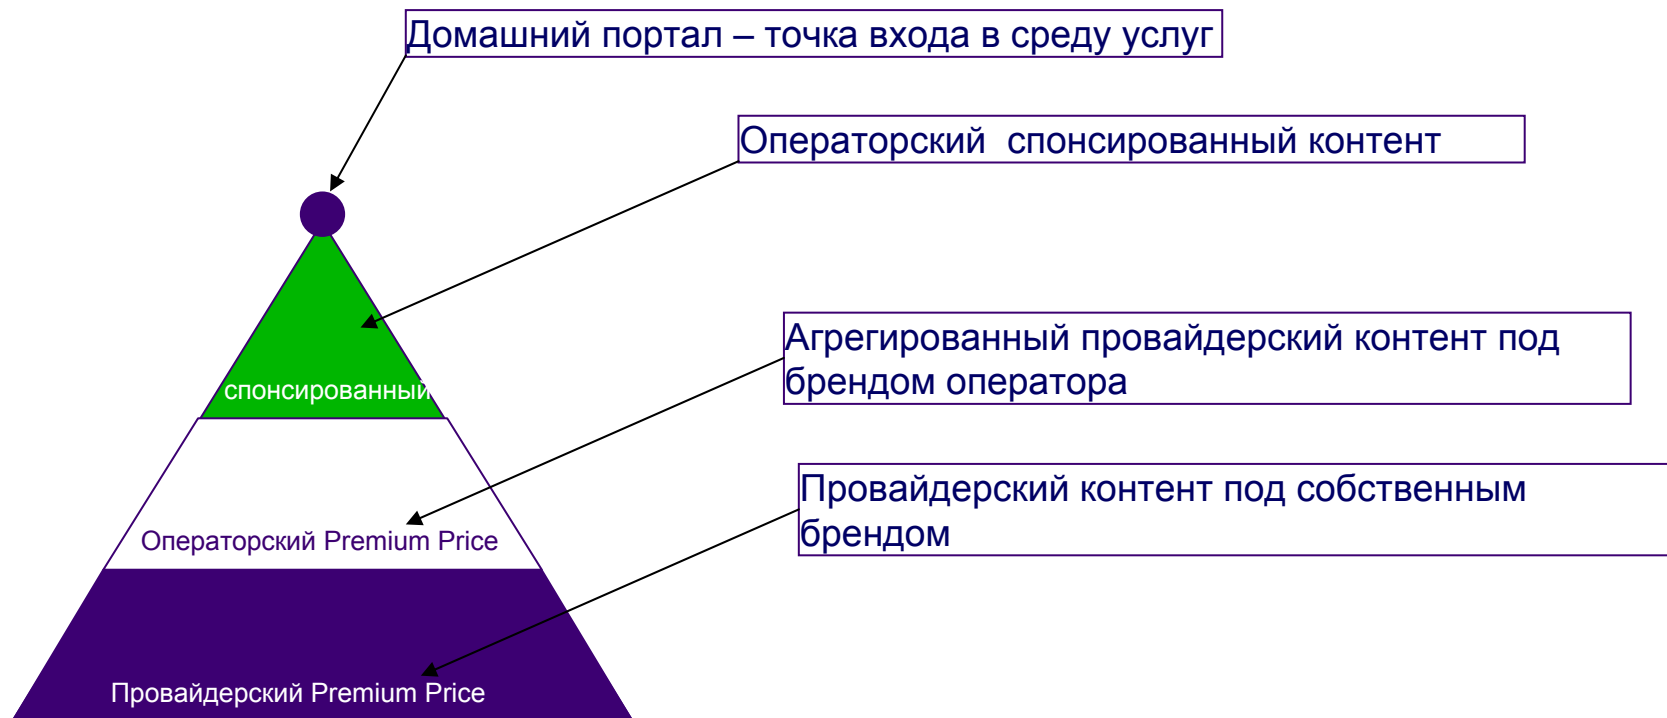 Домашний портал – точка входа в среду услуг
Операторский спонсированный контент
Агрегированный провайдерский контент под
брендом оператора
спонсированный
Провайдерский контент под собственным
брендом
Операторский Premium Price
Провайдерский Premium Price